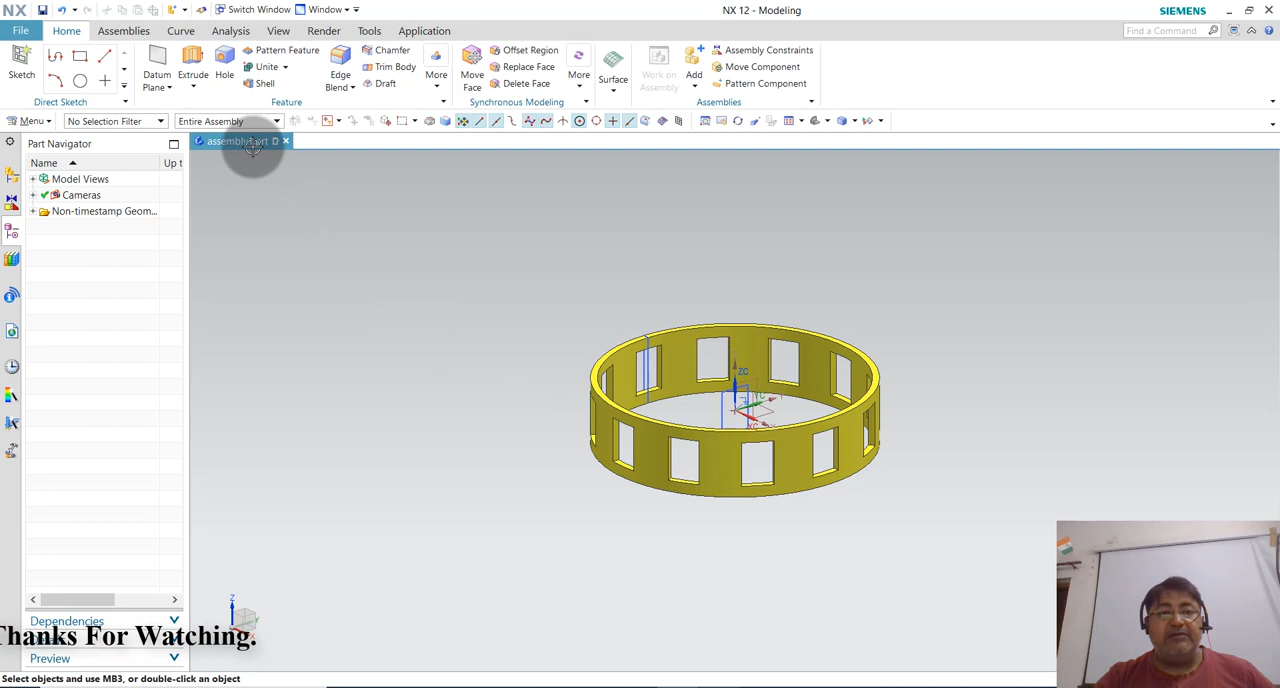 NX Switch Window Window NX 12 - Modeling SIEMENS
File Home Assemblies Curve Analysis View Render Tools Application Find a Command
Sketch Datum Plane Extrude Hole Pattern Feature Edge Blend Chamfer More Move Face Offset Region More Surface Work on Assembly Add Assembly Constraints
Unite Trim Body Replace Face Move Component
Shell Draft Delete Face Pattern Component
Direct Sketch Feature Synchronous Modeling Assemblies
Menu No Selection Filter Entire Assembly
Part Navigator
Name Up t
Model Views
Cameras
Non-timestamp Geom...
ZC
YC
XC
Z
X
Dependencies
Thanks For Watching.
Preview
Select objects and use MB3, or double-click an object